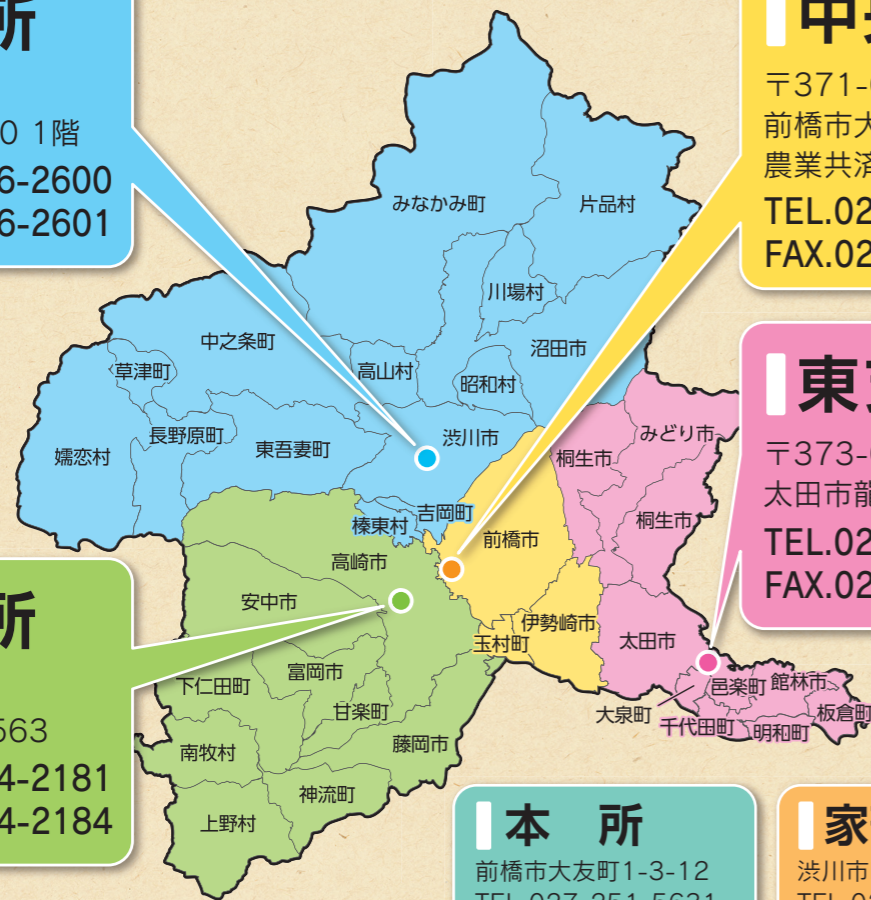 所
0 1階
6-2600
6-2601
〒371-
前橋市大
農業共済
TEL.02
FAX.02
みなかみ町
片品村
川場村
中之条町
沼田市
草津町
高山村
昭和村
みどり市
長野原町
東吾妻町
渋川市
嬬恋村
桐生市
吉岡町
榛東村
桐生市
前橋市
高崎市
安中市
伊勢崎市
玉村町
太田市
富岡市
下仁田町
邑楽町
館林市
甘楽町
大泉町
板倉町
千代田町
明和町
藤岡市
南牧村
神流町
上野村
〒373-
太田市龍
TEL.02
FAX.02
所
563
4-2181
4-2184
本 所
前橋市大友町1-3-12
TEL.027-251-5631
家
渋川市